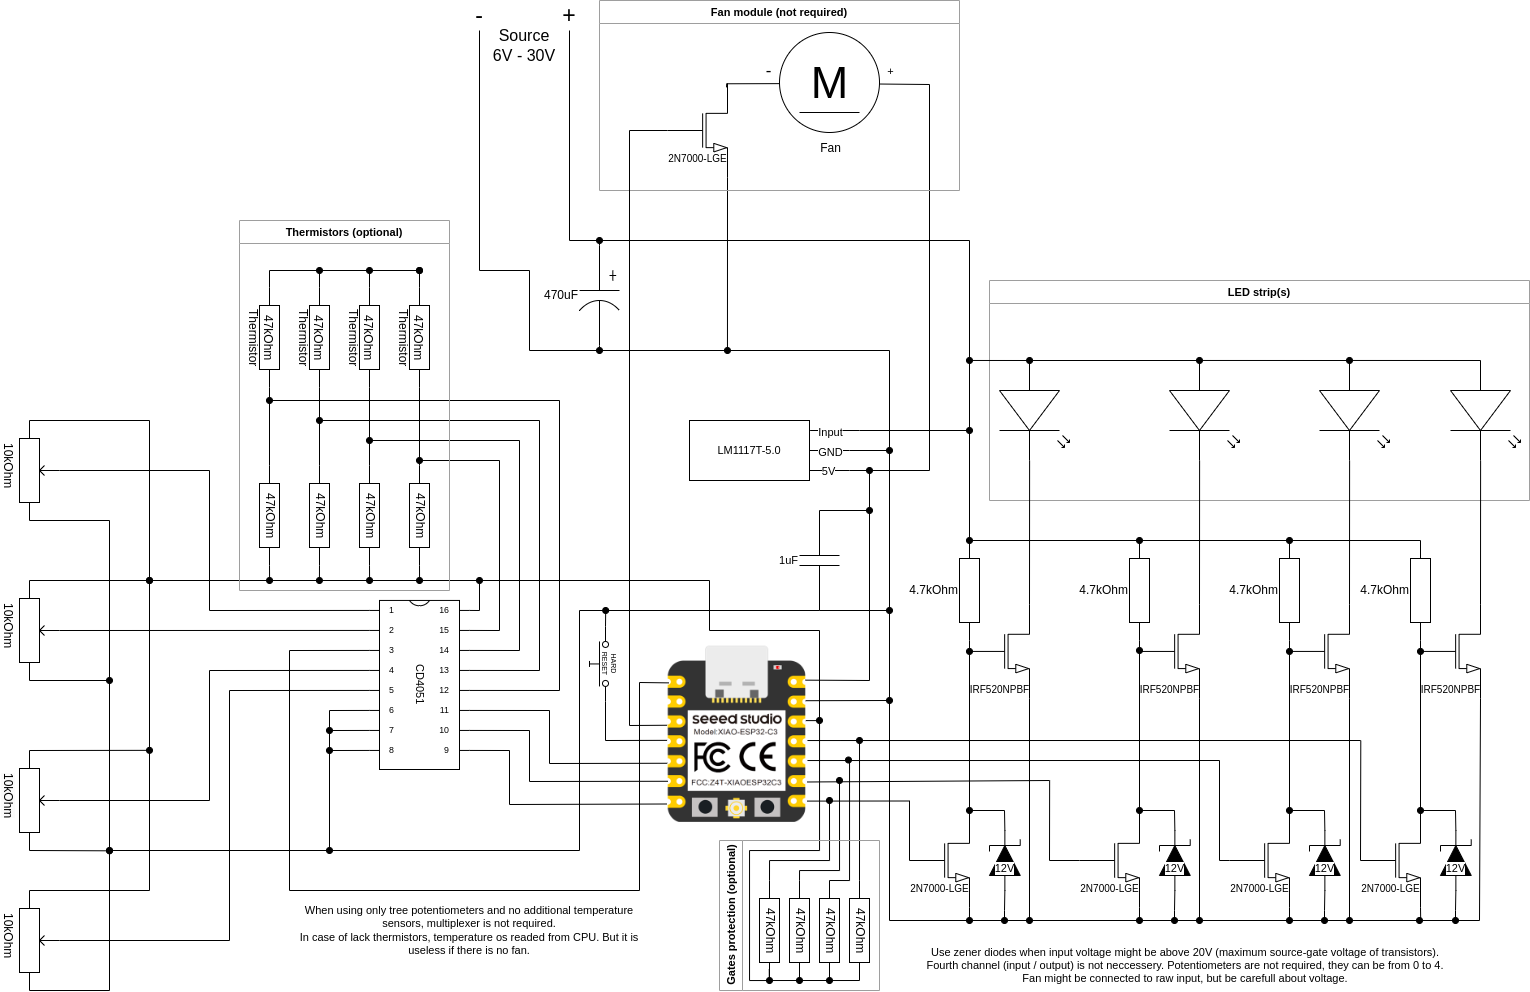 Fan module (not required)
-
+
Source
6V - 30V
-
+
M
Fan
2N7000-LGE
Thermistors (optional)
47kOhm
Thermistor
47kOhm
Thermistor
47kOhm
Thermistor
47kOhm
Thermistor
470uF
+
LED strip(s)
10kOhm
47kOhm
47kOhm
47kOhm
47kOhm
LM1117T-5.0
Input
GND
5V
1uF
4.7kOhm
4.7kOhm
4.7kOhm
4.7kOhm
10kOhm
CD4051
1
16
2
15
3
14
4
13
5
12
6
11
7
10
8
9
HARD
RESET
IRF520NPBF
IRF520NPBF
IRF520NPBF
IRF520NPBF
seeed studio
Model:XIAO-ESP32-C3
FCC CE
FCC:Z4T-XIAOESP32C3
10kOhm
10kOhm
2N7000-LGE
12V
2N7000-LGE
12V
2N7000-LGE
12V
2N7000-LGE
12V
Gates protection (optional)
47kOhm
47kOhm
47kOhm
47kOhm
When using only tree potentiometers and no additional temperature
sensors, multiplexer is not required.
In case of lack thermistors, temperature os readed from CPU. But it is
useless if there is no fan.
Use zener diodes when input voltage might be above 20V (maximum source-gate voltage of transistors).
Fourth channel (input / output) is not neccessery. Potentiometers are not required, they can be from 0 to 4.
Fan might be connected to raw input, but be carefull about voltage.